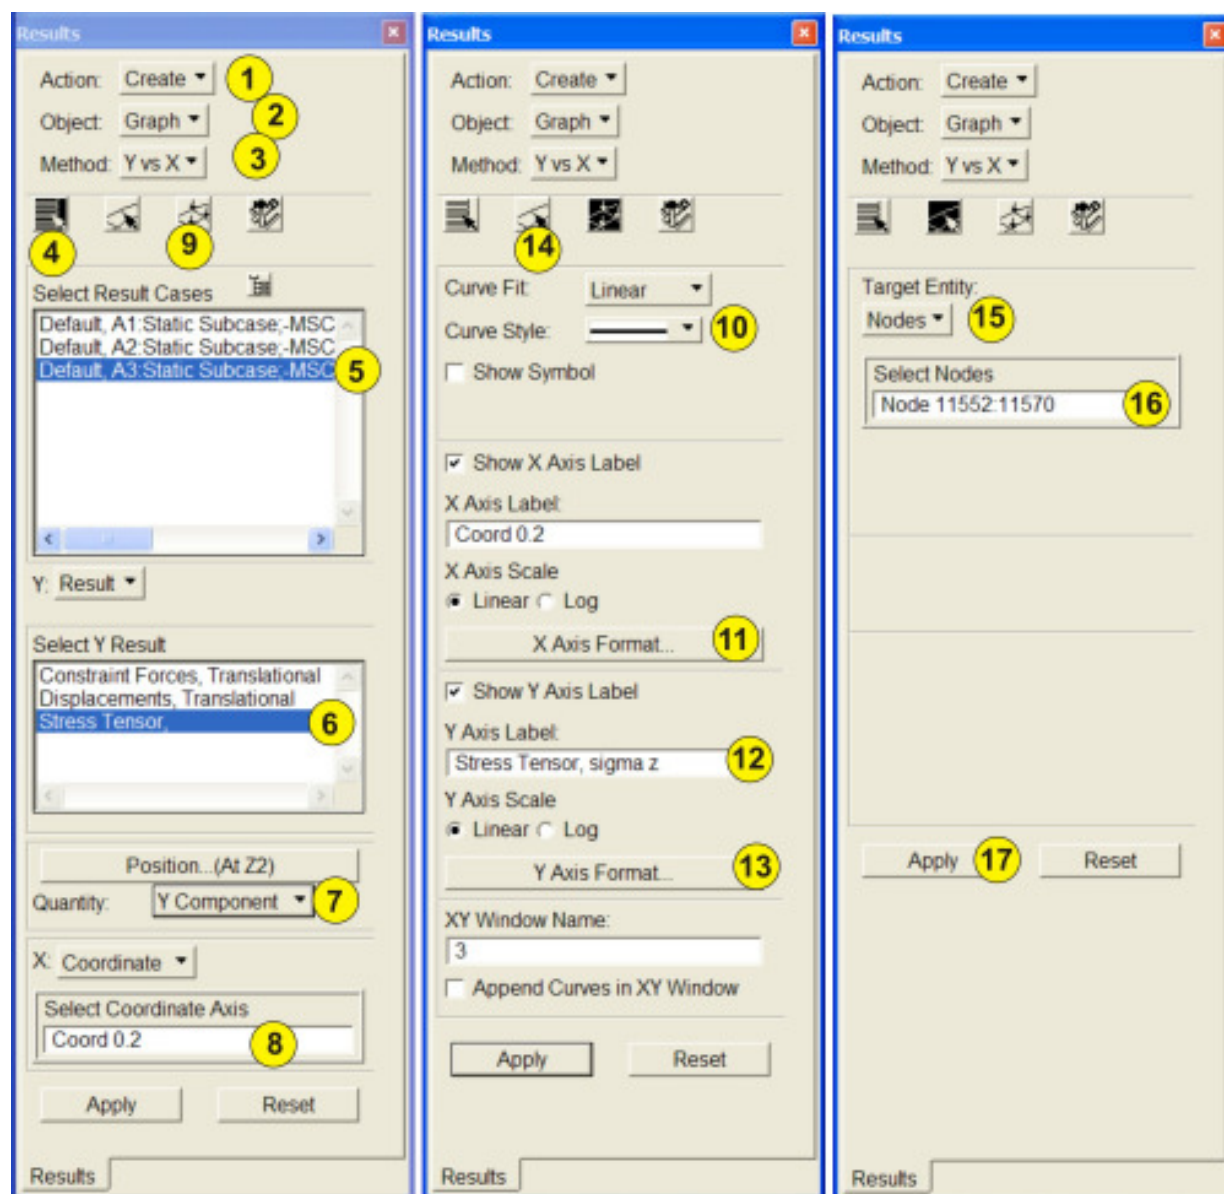 Results
Action: Create
1
Object: Graph
2
Method: Y vs X
3
4
9
Select Result Cases
Default, A1:Static Subcase;-MSC
Default, A2:Static Subcase;-MSC
Default, A3:Static Subcase;-MSC
5
Y: Result
Select Y Result
Constraint Forces, Translational
Displacements, Translational
Stress Tensor,
6
Position...(At Z2)
Quantity: Y Component
7
X: Coordinate
Select Coordinate Axis
Coord 0.2
8
Apply Reset
Results
Results
Action: Create
Object: Graph
Method: Y vs X
14
Curve Fit: Linear
Curve Style:
10
Show Symbol
Show X Axis Label
X Axis Label:
Coord 0.2
X Axis Scale
Linear Log
X Axis Format...
11
Show Y Axis Label
Y Axis Label:
Stress Tensor, sigma z
12
Y Axis Scale
Linear Log
Y Axis Format...
13
XY Window Name:
3
Append Curves in XY Window
Apply Reset
Results
Results
Action: Create
Object: Graph
Method: Y vs X
Target Entity:
Nodes
15
Select Nodes
Node 11552:11570
16
Apply
17
Reset
Results